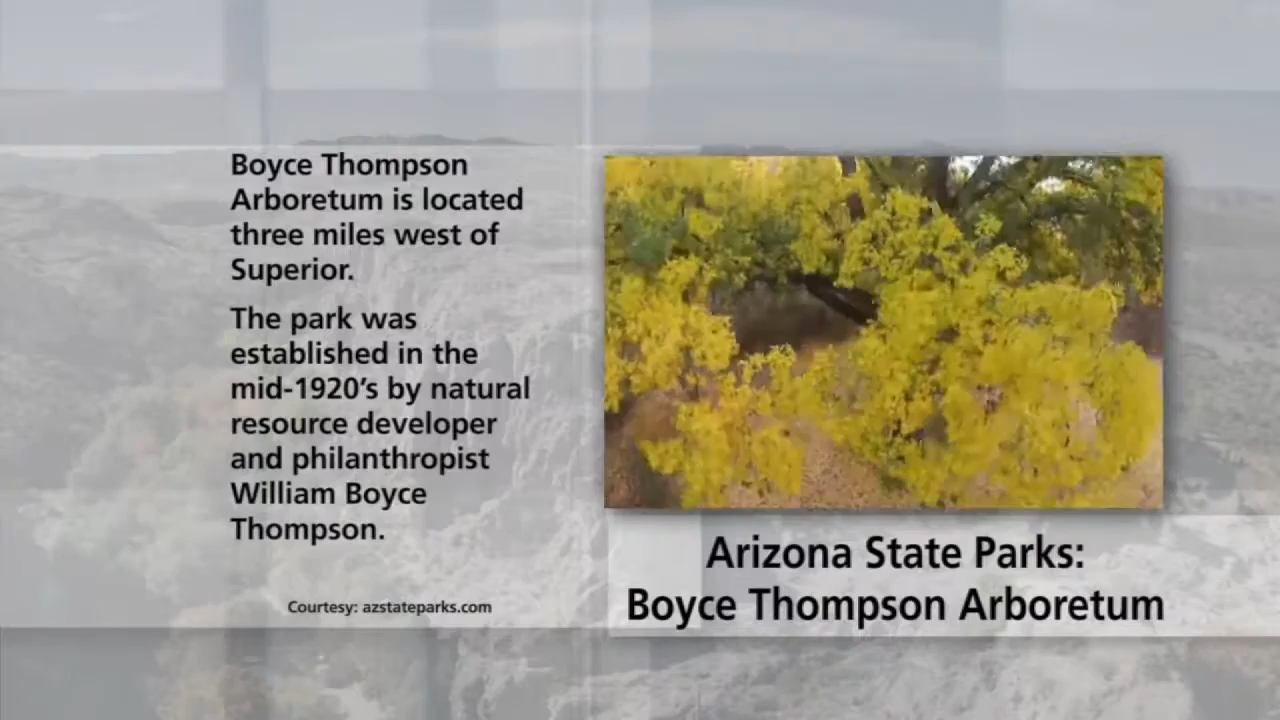 Boyce Thompson
Arboretum is located
three miles west of
Superior.
The park was
established in the
mid-1920’s by natural
resource developer
and philanthropist
William Boyce
Thompson.
Courtesy: azstateparks.com
Arizona State Parks:
Boyce Thompson Arboretum